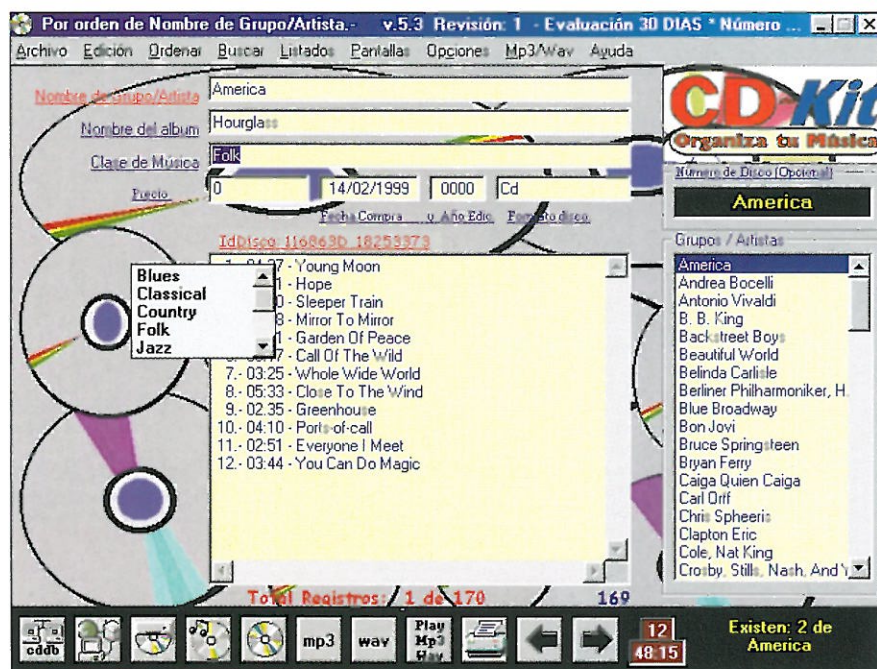 Por orden de Nombre de Grupo/Artista.- v.5.3 Revisión: 1 - Evaluación 30 DIAS * Número ...
Archivo Edición Ordenar Buscar Listados Pantallas Opciones Mp3/Wav Ayuda
Nombre de Grupo/Artista America
Nombre del album Hourglass
Clase de Música Folk
Precio 0 14/02/1999 0000 Cd
Fecha Compra o Año Edic. Formato disco.
IdDisco 116863D 18253373
CD-Kit
Organiza tu Música
Número de Disco (Opcional)
America
Blues
Classical
Country
Folk
Jazz
Young Moon
Hope
Sleeper Train
Mirror To Mirror
Garden Of Peace
Call Of The Wild
7.- 03:25 - Whole Wide World
8.- 05:33 - Close To The Wind
9.- 02.35 - Greenhouse
10.- 04:10 - Ports-of-call
11.- 02:51 - Everyone I Meet
12.- 03:44 - You Can Do Magic
Grupos / Artistas
America
Andrea Bocelli
Antonio Vivaldi
B. B. King
Backstreet Boys
Beautiful World
Belinda Carlisle
Berliner Philharmoniker, H.
Blue Broadway
Bon Jovi
Bruce Springsteen
Bryan Ferry
Caiga Quien Caiga
Carl Orff
Chris Spheeris
Clapton Eric
Cole, Nat King
Crosby, Stills, Nash, And
Total Registros: 1 de 170 169
cddb mp3 wav Play Mp3 Wav
12
48:15
Existen: 2 de
America